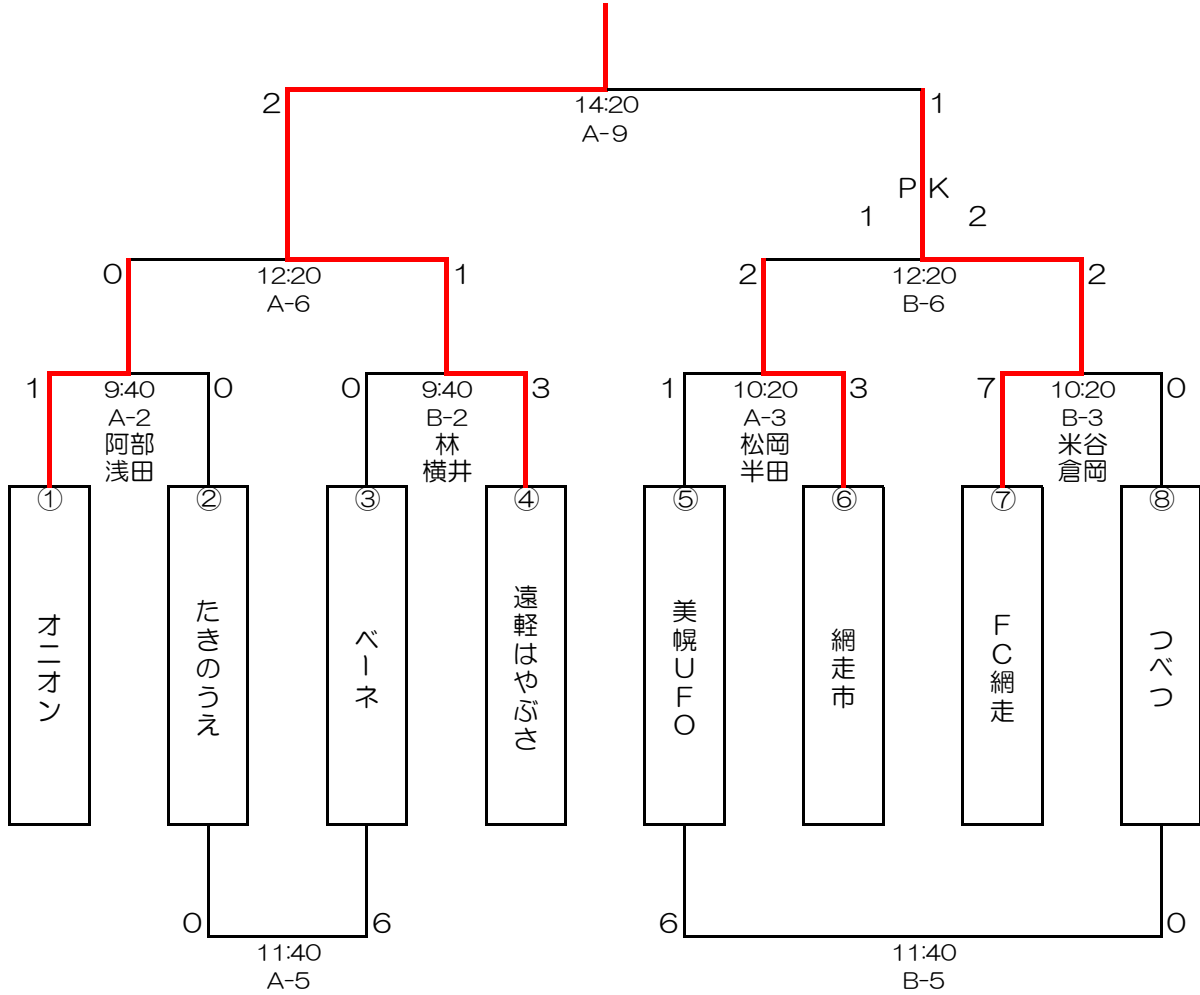 2
14:20
1
A-9
PK
1
2
0
12:20
1
A-6
2
12:20
2
B-6
1
9:40
0
A-2
阿部
浅田
0
9:40
3
B-2
林
横井
1
10:20
3
A-3
松岡
半田
7
10:20
0
B-3
米谷
倉岡
①
②
③
④
⑤
⑥
⑦
⑧
オニオン
たきのうえ
ベーネ
遠軽はやぶさ
美幌UFO
網走市
FC網走
つべつ
0
11:40
6
A-5
6
11:40
0
B-5